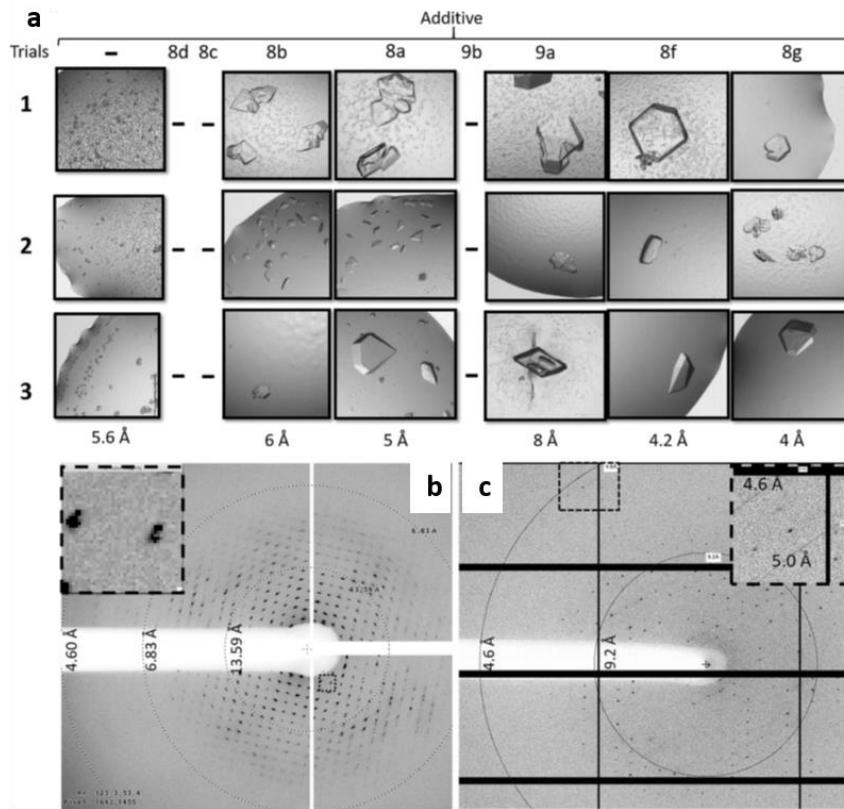 a
Additive
Trials – 8d 8c 8b 8a 9b 9a 8f 8g
1 – – –
2 – – –
3 – – –
5.6 Å 6 Å 5 Å 8 Å 4.2 Å 4 Å
b c
4.6 Å
5.0 Å
4.60 Å 6.83 Å 13.59 Å
4.6 Å 9.2 Å